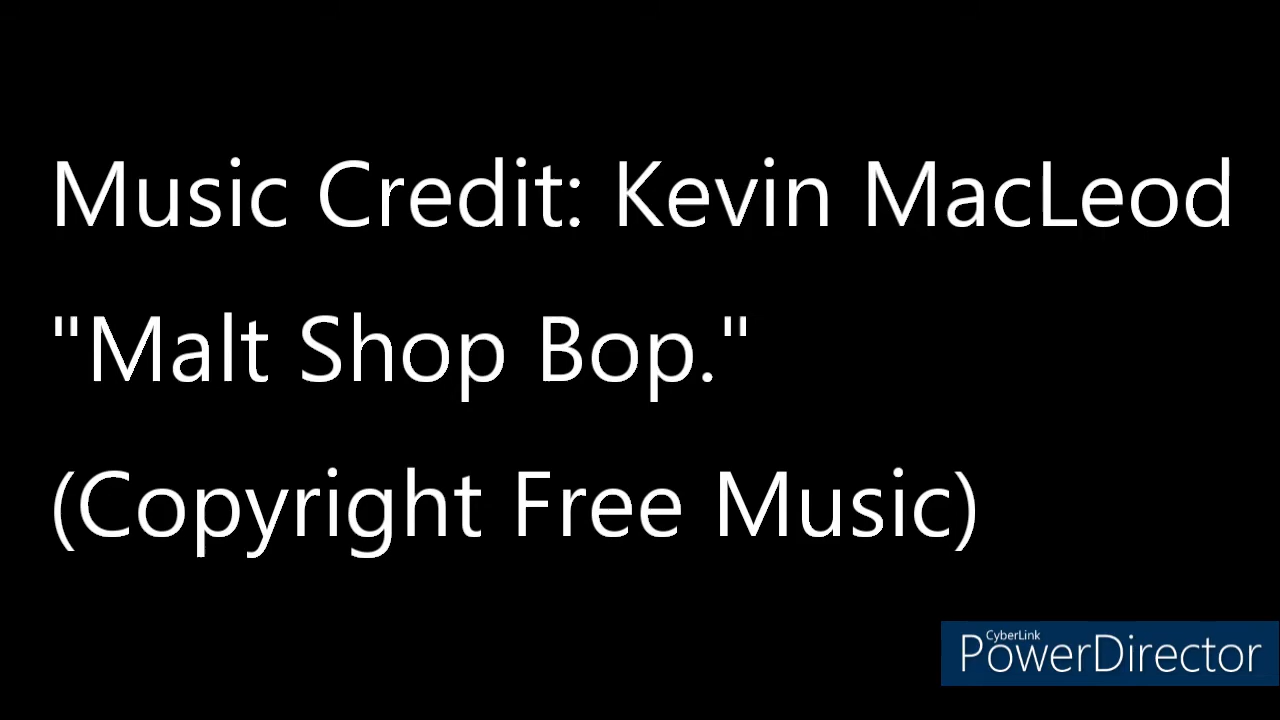 Music Credit: Kevin MacLeod
"Malt Shop Bop."
(Copyright Free Music)
CyberLink
PowerDirector